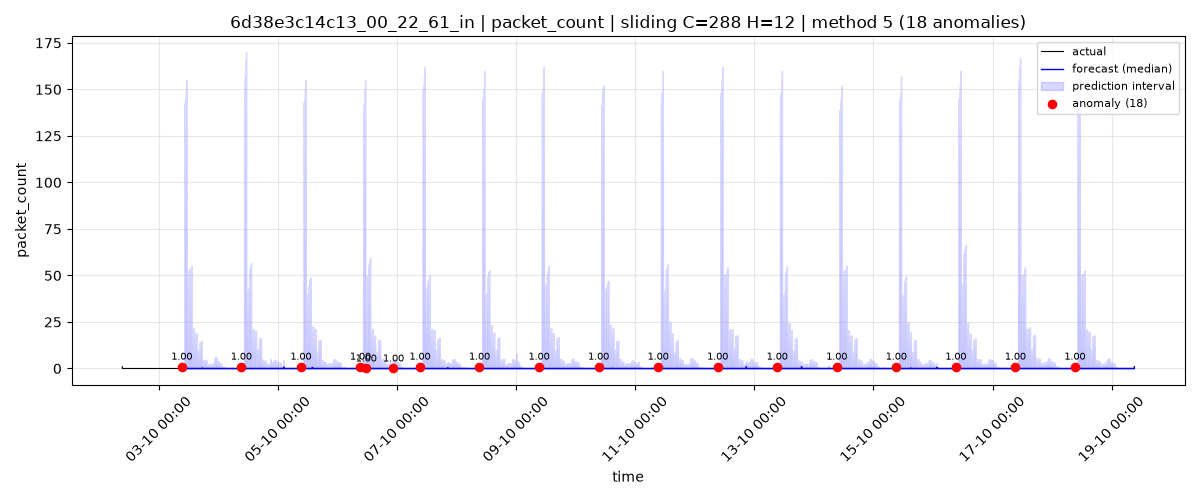 6d38e3c14c13_00_22_61_in | packet_count | sliding C=288 H=12 | method 5 (18 anomalies)
175
150
125
100
75
50
25
0
packet_count
actual
forecast (median)
prediction interval
anomaly (18)
1.00 1.00 1.00 1.00 1.00 1.00 1.00 1.00 1.00 1.00 1.00 1.00 1.00 1.00 1.00 1.00 1.00
03-10 00:00 05-10 00:00 07-10 00:00 09-10 00:00 11-10 00:00 13-10 00:00 15-10 00:00 17-10 00:00 19-10 00:00
time